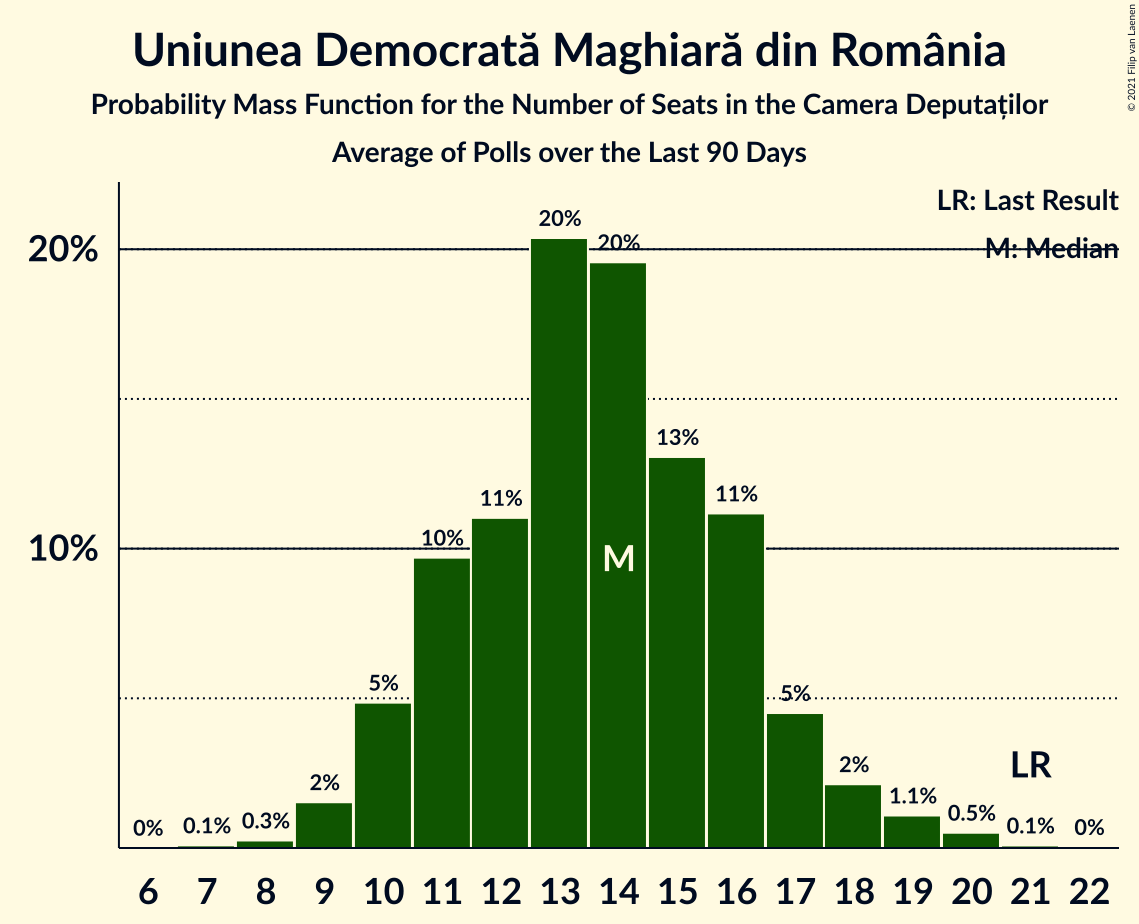 Uniunea Democrată Maghiară din România
Probability Mass Function for the Number of Seats in the Camera Deputaților
Average of Polls over the Last 90 Days
© 2021 Filip van Laenen
LR: Last Result
M: Median
20%
10%
0%
0.1%
0.3%
2%
5%
10%
11%
20%
20%
13%
11%
5%
2%
1.1%
0.5%
0.1%
0%
M
LR
6 7 8 9 10 11 12 13 14 15 16 17 18 19 20 21 22